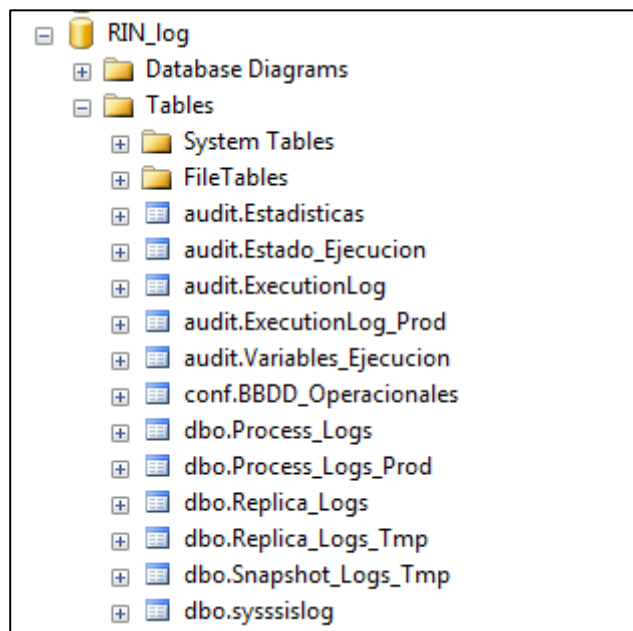 RIN_log
Database Diagrams
Tables
System Tables
FileTables
audit.Estadisticas
audit.Estado_Ejecucion
audit.ExecutionLog
audit.ExecutionLog_Prod
audit.Variables_Ejecucion
conf.BBDD_Operacionales
dbo.Process_Logs
dbo.Process_Logs_Prod
dbo.Replica_Logs
dbo.Replica_Logs_Tmp
dbo.Snapshot_Logs_Tmp
dbo.sysssislog